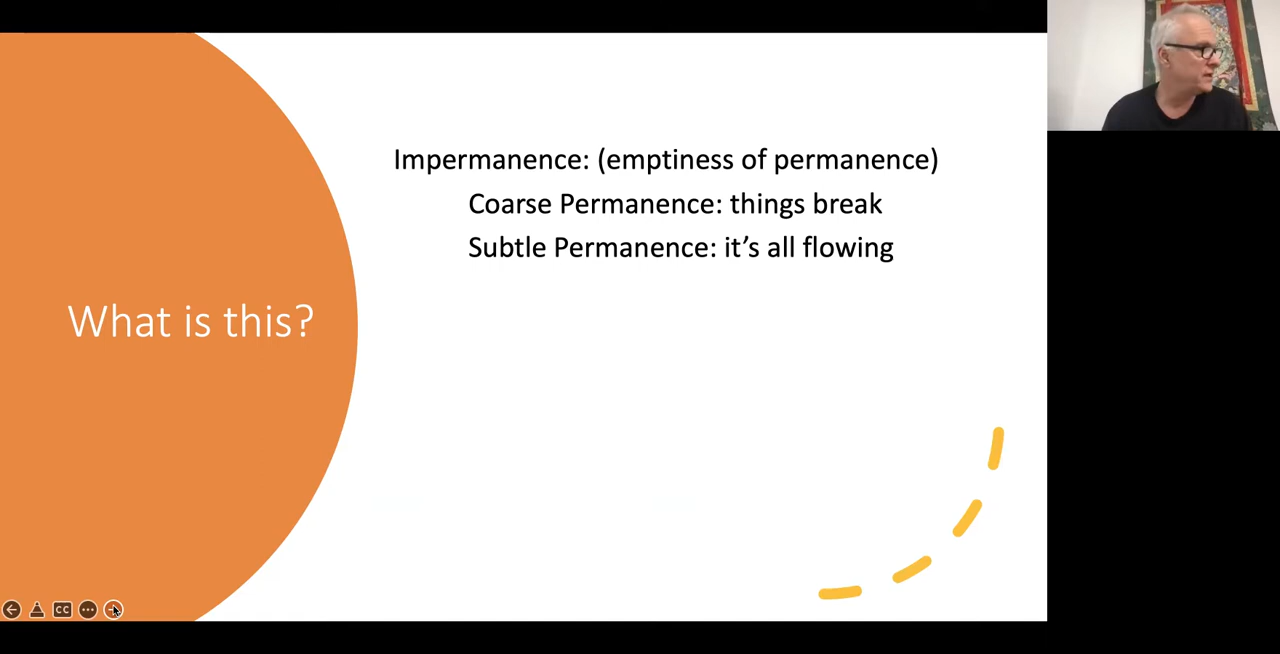 What is this?
Impermanence: (emptiness of permanence)
Coarse Permanence: things break
Subtle Permanence: it’s all flowing
CC